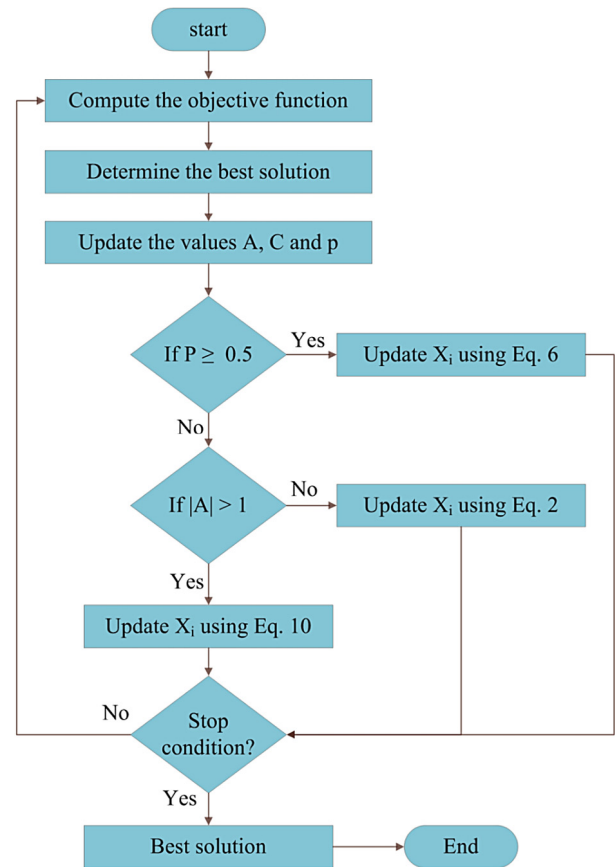 start
Compute the objective function
Determine the best solution
Update the values A, C and p
If P ≥ 0.5
Yes
Update Xᵢ using Eq. 6
No
If |A| > 1
No
Update Xᵢ using Eq. 2
Yes
Update Xᵢ using Eq. 10
No
Stop
condition?
Yes
Best solution
End